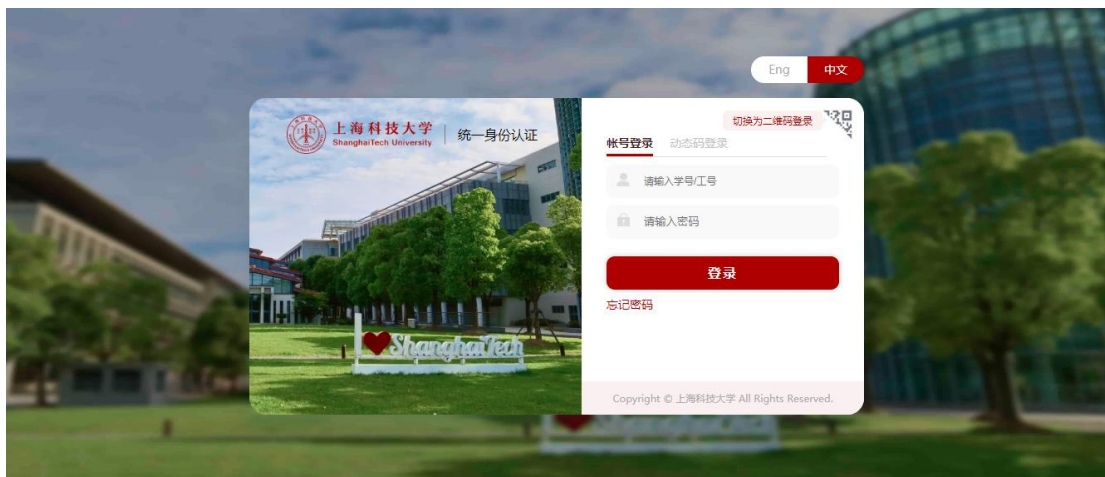 Eng 中文
上海科技大学
ShanghaiTech University
统一身份认证
切换为二维码登录
帐号登录 动态码登录
请输入学号/工号
请输入密码
登录
忘记密码
ShanghaiTech
Copyright © 上海科技大学 All Rights Reserved.